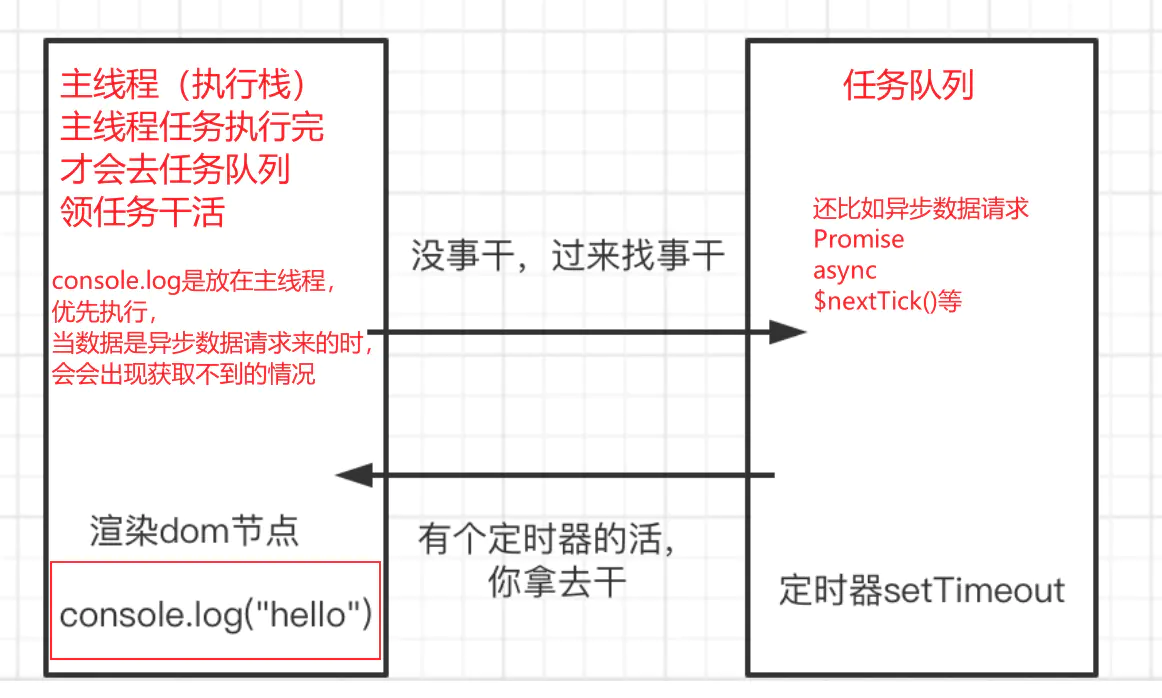 主线程（执行栈）
主线程任务执行完
才会去任务队列
领任务干活
console.log是放在主线程，
优先执行，
当数据是异步数据请求来的时，
会会出现获取不到的情况
渲染dom节点
console.log("hello")
没事干，过来找事干
有个定时器的活，
你拿去干
任务队列
还比如异步数据请求
Promise
async
$nextTick()等
定时器setTimeout